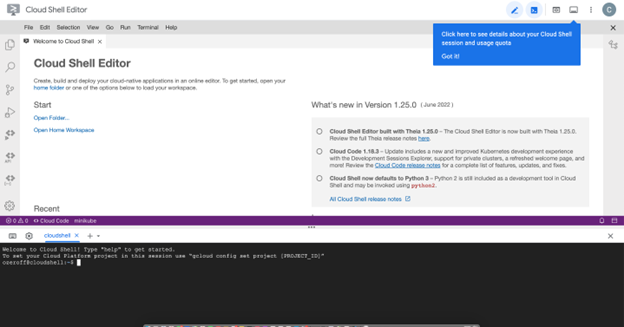 Cloud Shell Editor
C
File Edit Selection View Go Run Terminal Help
Click here to see details about your Cloud Shell
session and usage quota
Got it!
Welcome to Cloud Shell
Cloud Shell Editor
Create, build and deploy your cloud-native applications in an online editor. To get started, open your
home folder or one of the options below to load your workspace.
Start
Open Folder...
Open Home Workspace
What's new in Version 1.25.0 (June 2022)
Cloud Shell Editor built with Theia 1.25.0 – The Cloud Shell Editor is now built with Theia 1.25.0.
Review the full Theia release notes here.
Cloud Code 1.18.3 – Update includes a new and improved Kubernetes development experience
with the Development Sessions Explorer, support for private clusters, a refreshed welcome page, and
more! Review the Cloud Code release notes for a complete list of features, updates, and fixes.
Cloud Shell now defaults to Python 3 – Python 2 is still included as a development tool in Cloud
Shell and may be invoked using python2.
All Cloud Shell release notes
Recent
0 0 Cloud Code minikube
cloudshell
Welcome to Cloud Shell! Type "help" to get started.
To set your Cloud Platform project in this session use "gcloud config set project [PROJECT_ID]"
ozeroff@cloudshell:~$